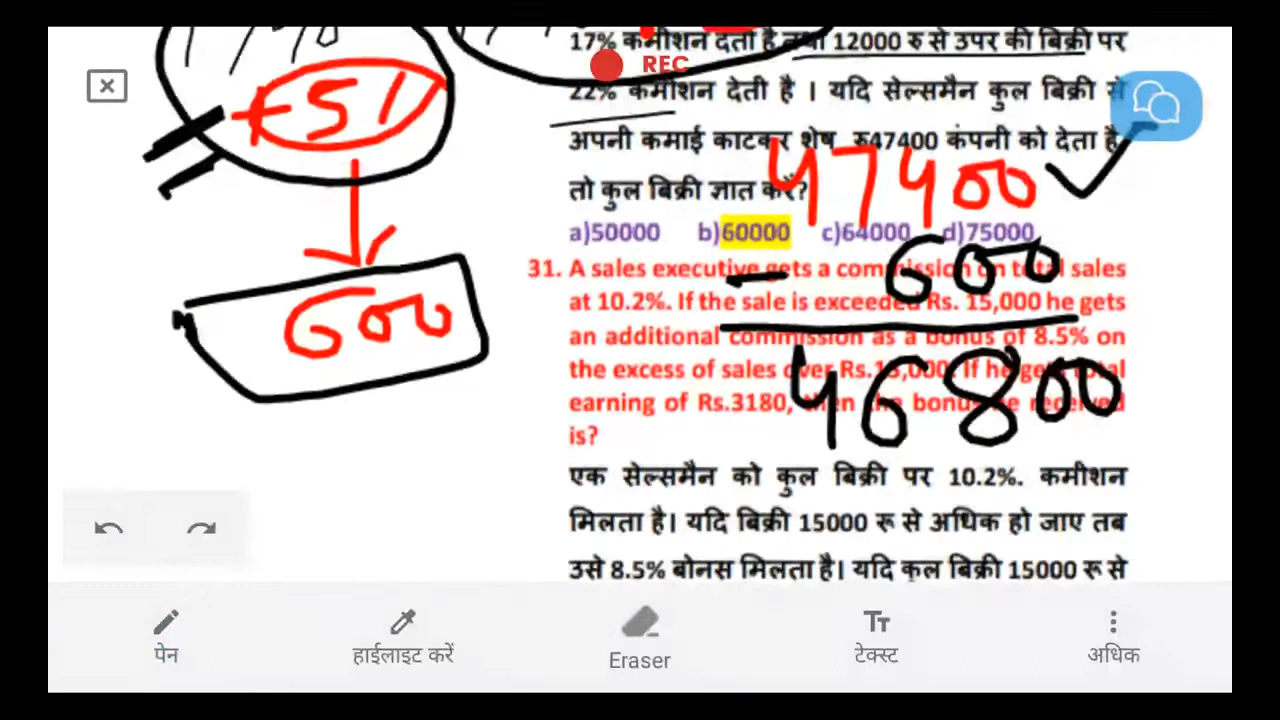 17% कमीशन देती है तथा 12000 रु से उपर की बिक्री पर
REC
+51
22% कमीशन देती है । यदि सेल्समैन कुल बिक्री से
अपनी कमाई काटकर शेष रु47400 कंपनी को देता है
47400
तो कुल बिक्री ज्ञात करें?
a)50000 b)60000 c)64000 d)75000
- 600
31. A sales executive gets a commission on total sales
at 10.2%. If the sale is exceeded Rs. 15,000 he gets
600
an additional commission as a bonus of 8.5% on
the excess of sales over Rs.15,000. If he gets total
46800
earning of Rs.3180, then the bonus he received
is?
एक सेल्समैन को कुल बिक्री पर 10.2%. कमीशन
मिलता है। यदि बिक्री 15000 रू से अधिक हो जाए तब
उसे 8.5% बोनस मिलता है। यदि कुल बिक्री 15000 रू से
पेन हाईलाइट करें Eraser टेक्स्ट अधिक